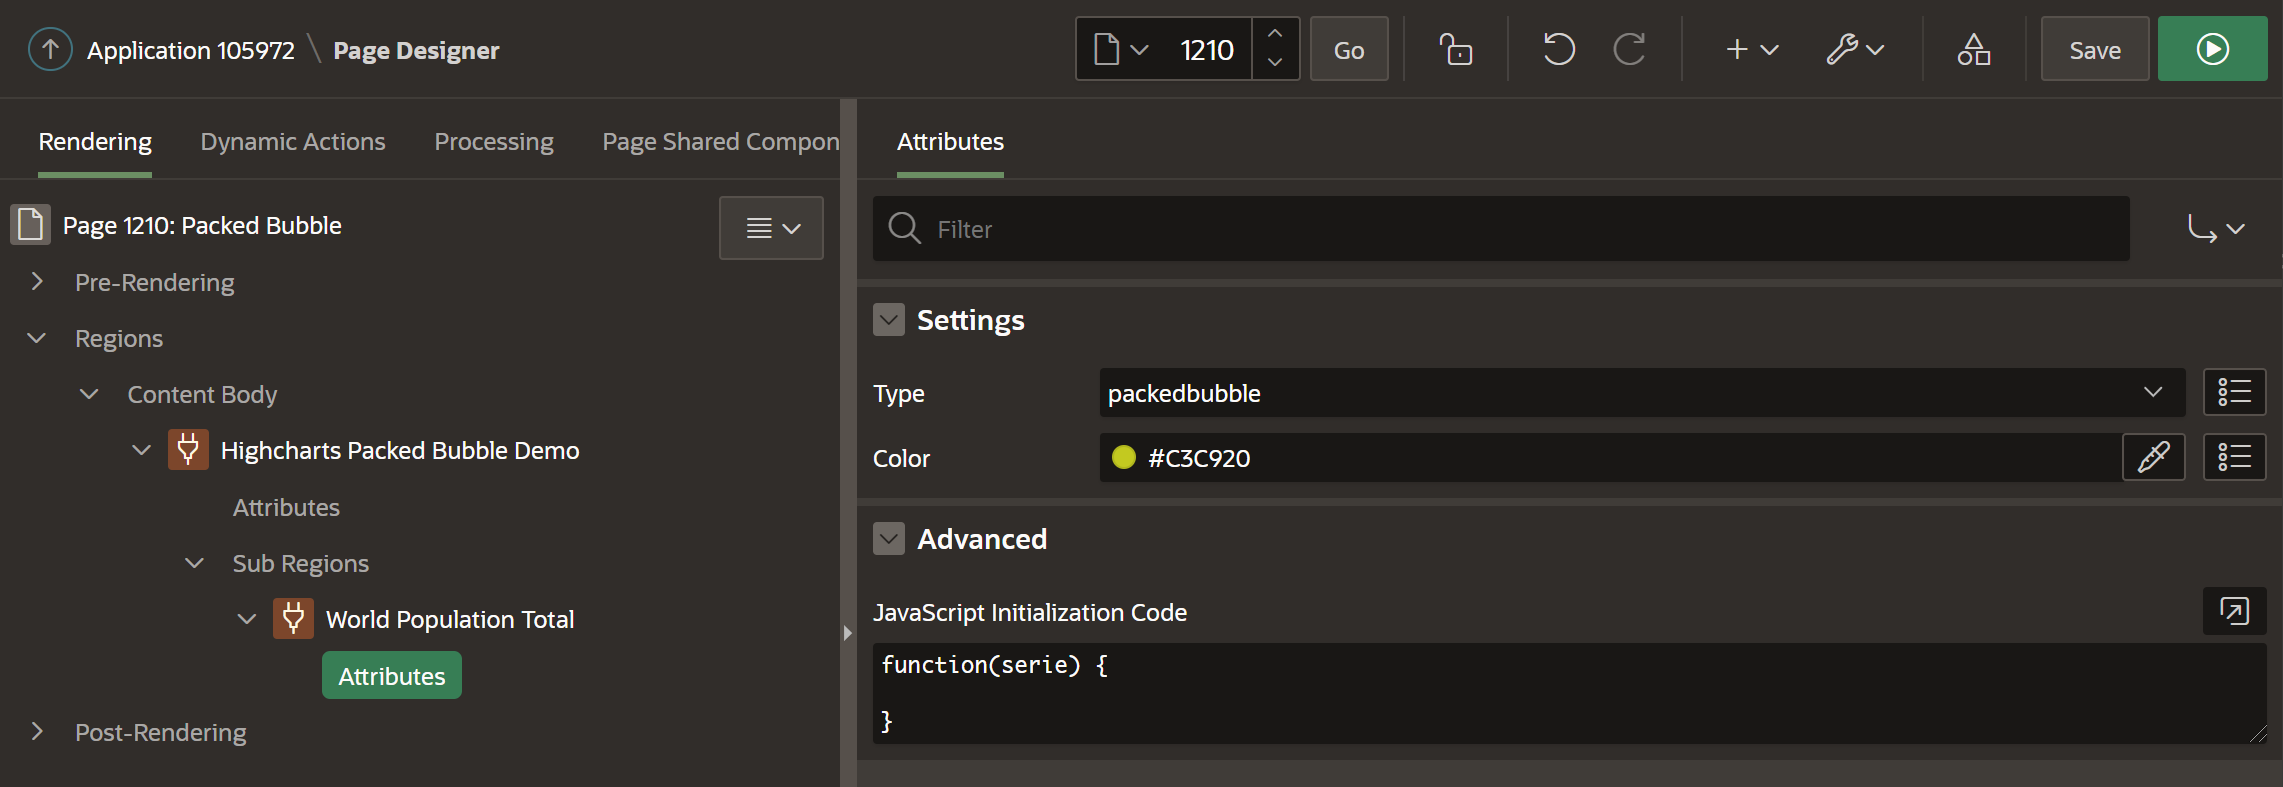 Application 105972 \ Page Designer
1210
Go
Save
Rendering
Dynamic Actions
Processing
Page Shared Compon
Page 1210: Packed Bubble
Pre-Rendering
Regions
Content Body
Highcharts Packed Bubble Demo
Attributes
Sub Regions
World Population Total
Attributes
Post-Rendering
Attributes
Filter
Settings
Type
packedbubble
Color
#C3C920
Advanced
JavaScript Initialization Code
function(serie) {
}